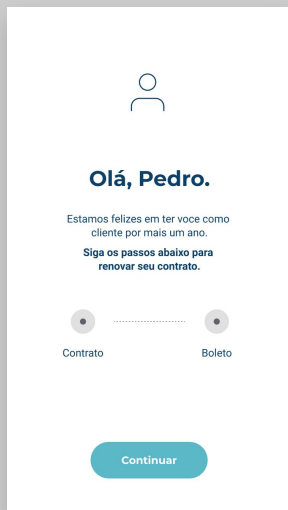 Olá, Pedro.
Estamos felizes em ter voce como
cliente por mais um ano.
Siga os passos abaixo para
renovar seu contrato.
Contrato
Boleto
Continuar